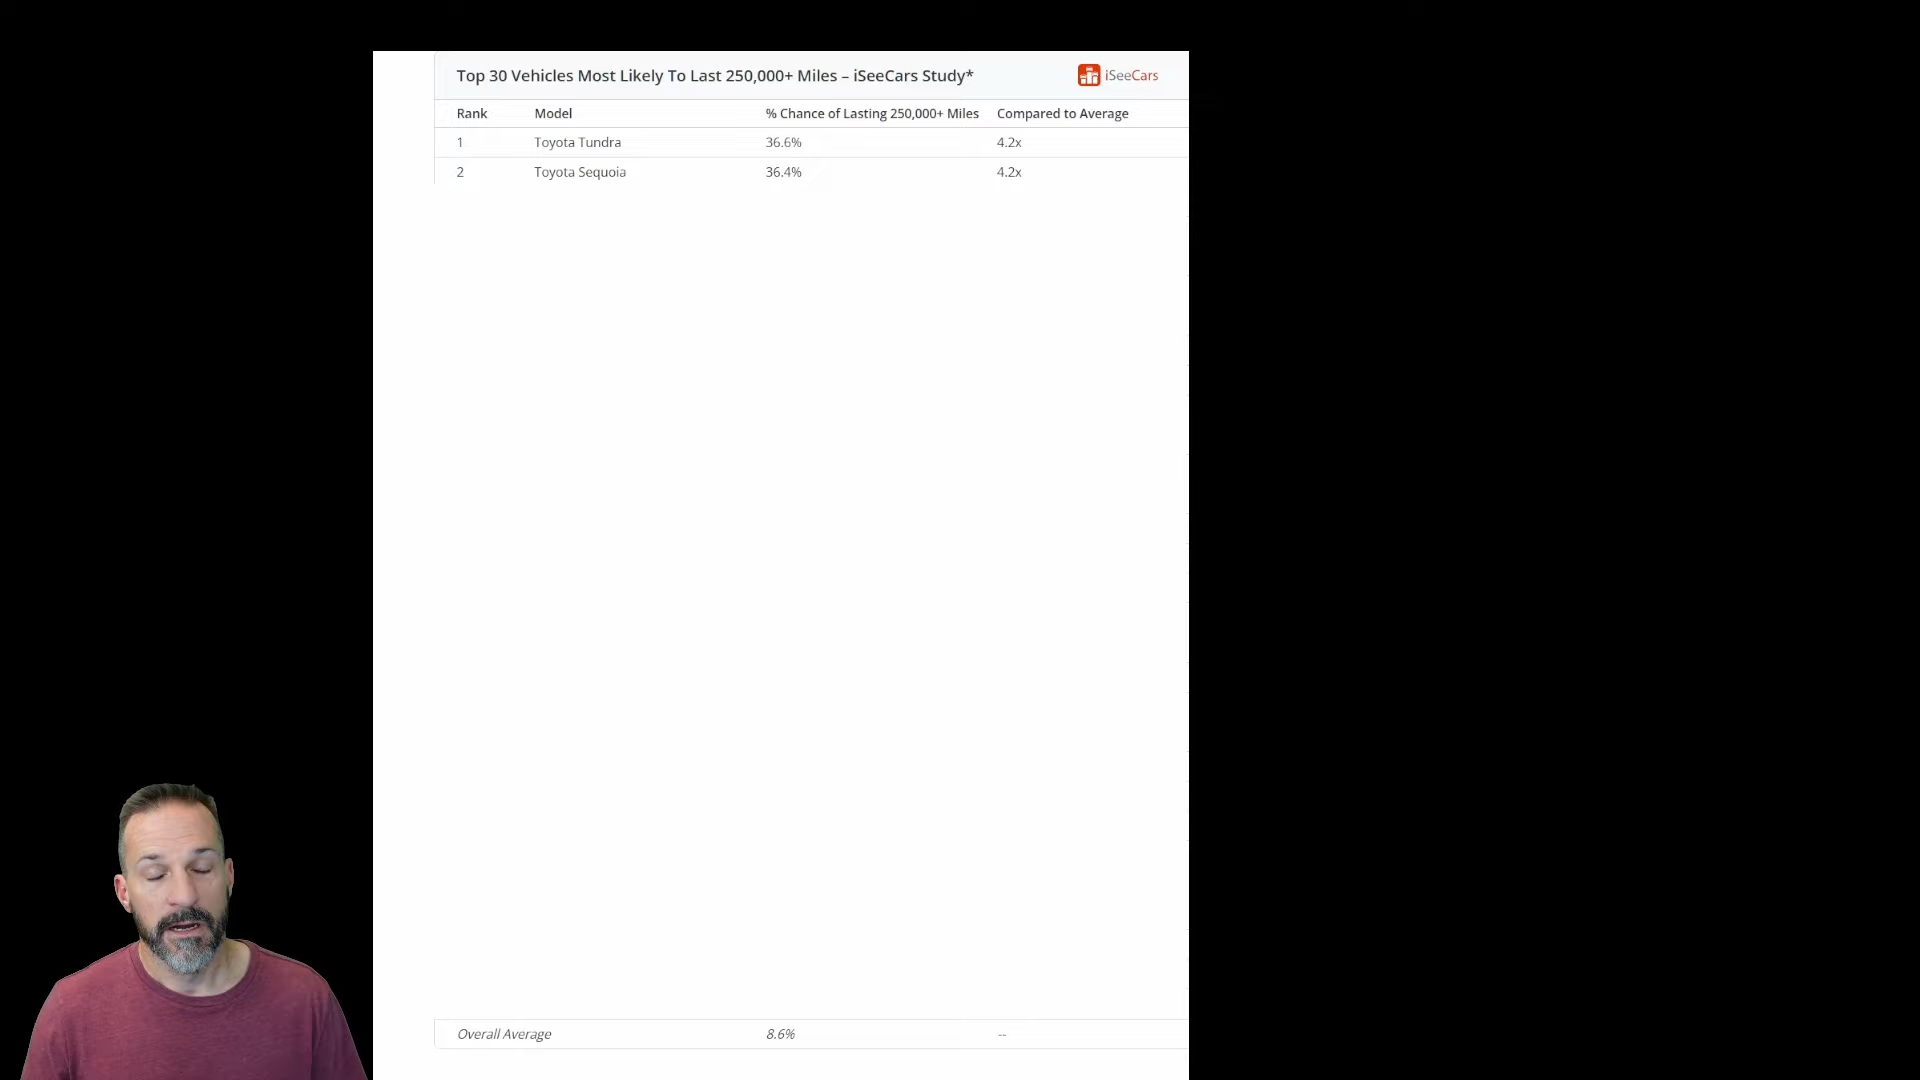 Top 30 Vehicles Most Likely To Last 250,000+ Miles – iSeeCars Study*
iSeeCars
Rank Model % Chance of Lasting 250,000+ Miles Compared to Average
1 Toyota Tundra 36.6% 4.2x
2 Toyota Sequoia 36.4% 4.2x
Overall Average 8.6% --